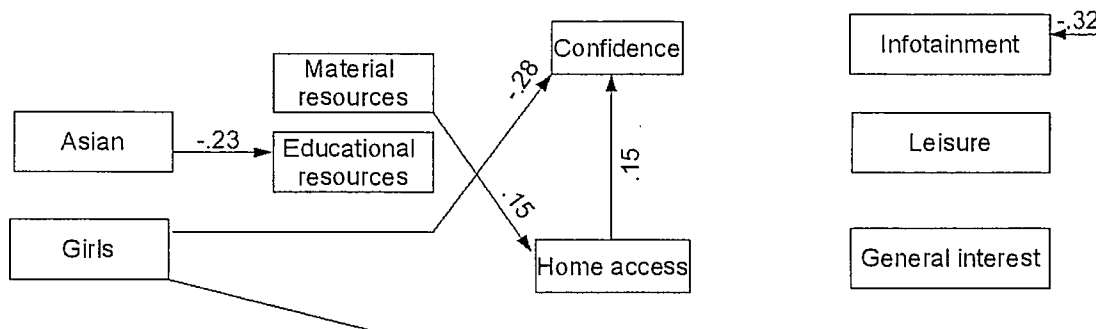 Confidence
Infotainment
-.32
Material
resources
-.28
Asian
-.23
Educational
resources
Leisure
.15
.15
Girls
Home access
General interest